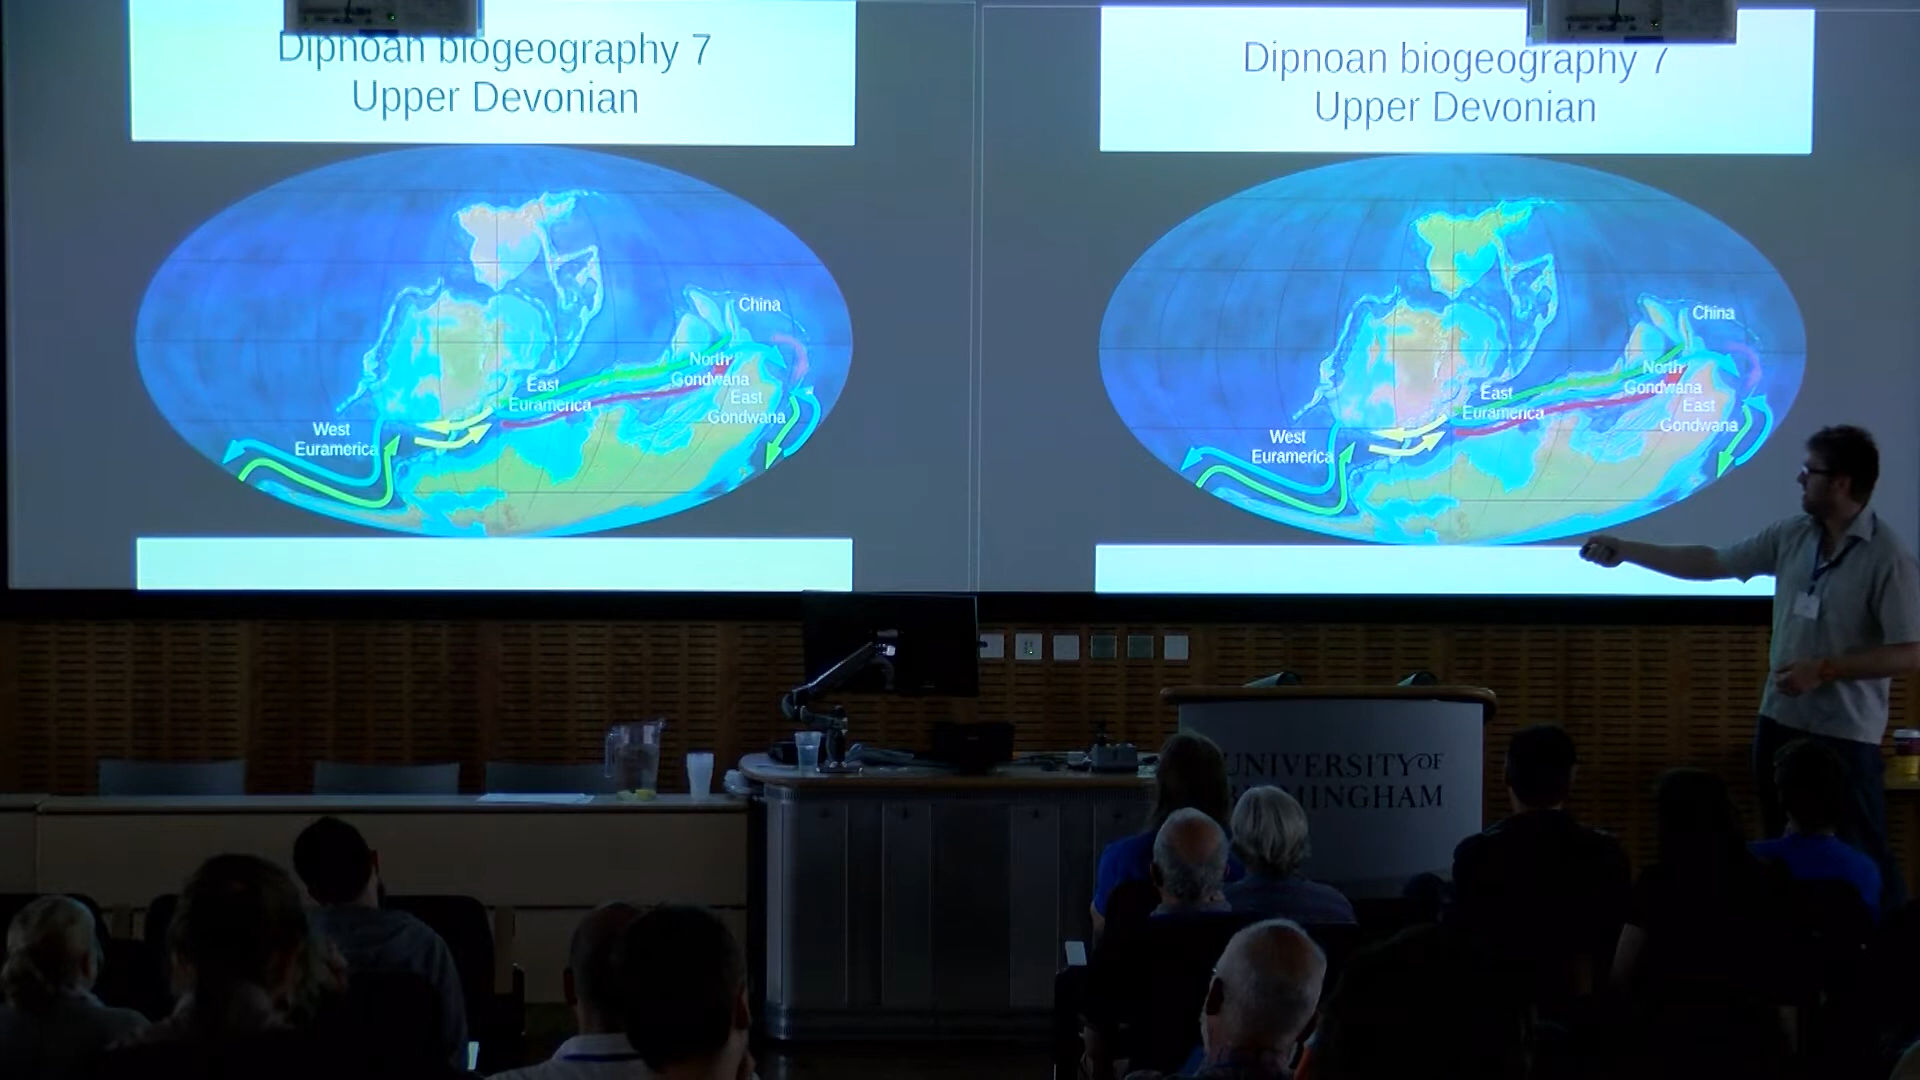 Dipnoan biogeography 7
Upper Devonian
China
North
Gondwana
East
Gondwana
East
Euramerica
West
Euramerica
Dipnoan biogeography 7
Upper Devonian
China
North
Gondwana
East
Gondwana
East
Euramerica
West
Euramerica
UNIVERSITY OF
BIRMINGHAM